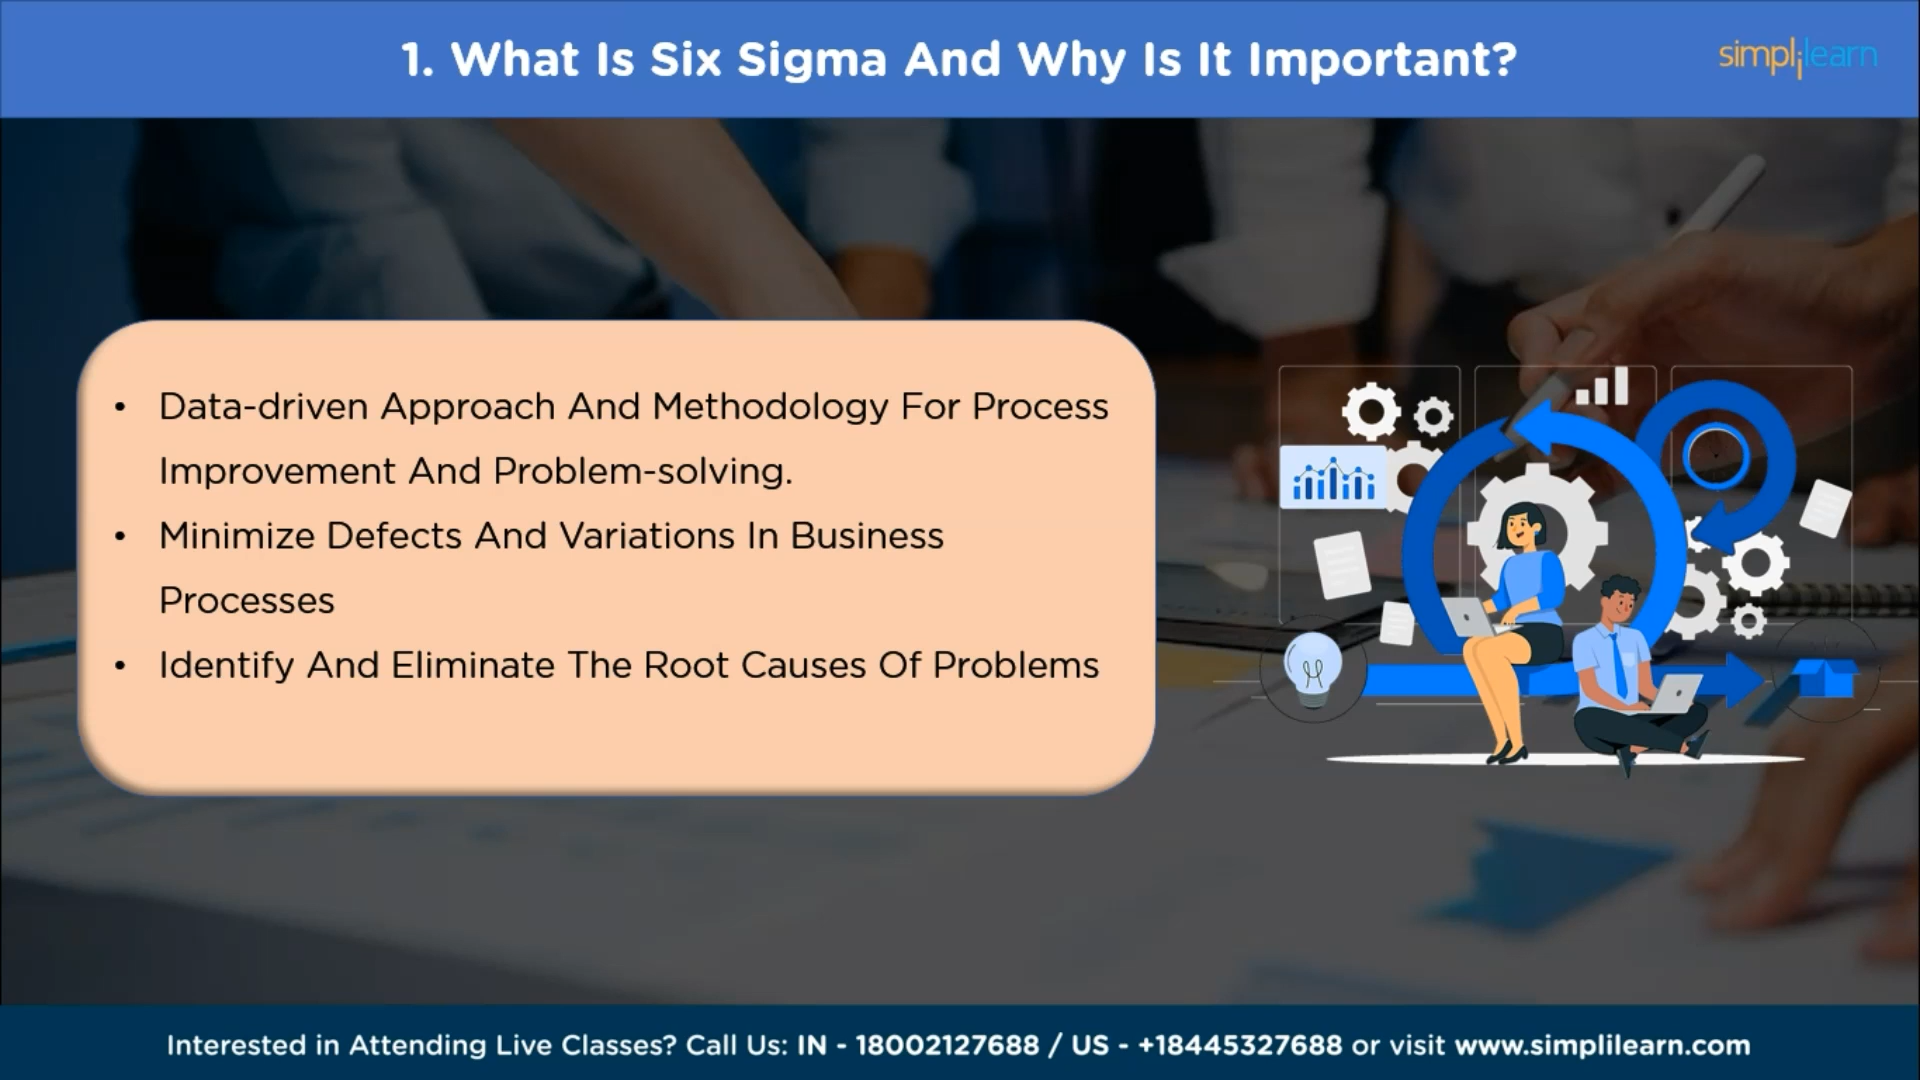 1. What Is Six Sigma And Why Is It Important?
simplilearn
• Data-driven Approach And Methodology For Process
Improvement And Problem-solving.
• Minimize Defects And Variations In Business
Processes
• Identify And Eliminate The Root Causes Of Problems
Interested in Attending Live Classes? Call Us: IN - 18002127688 / US - +18445327688 or visit www.simplilearn.com